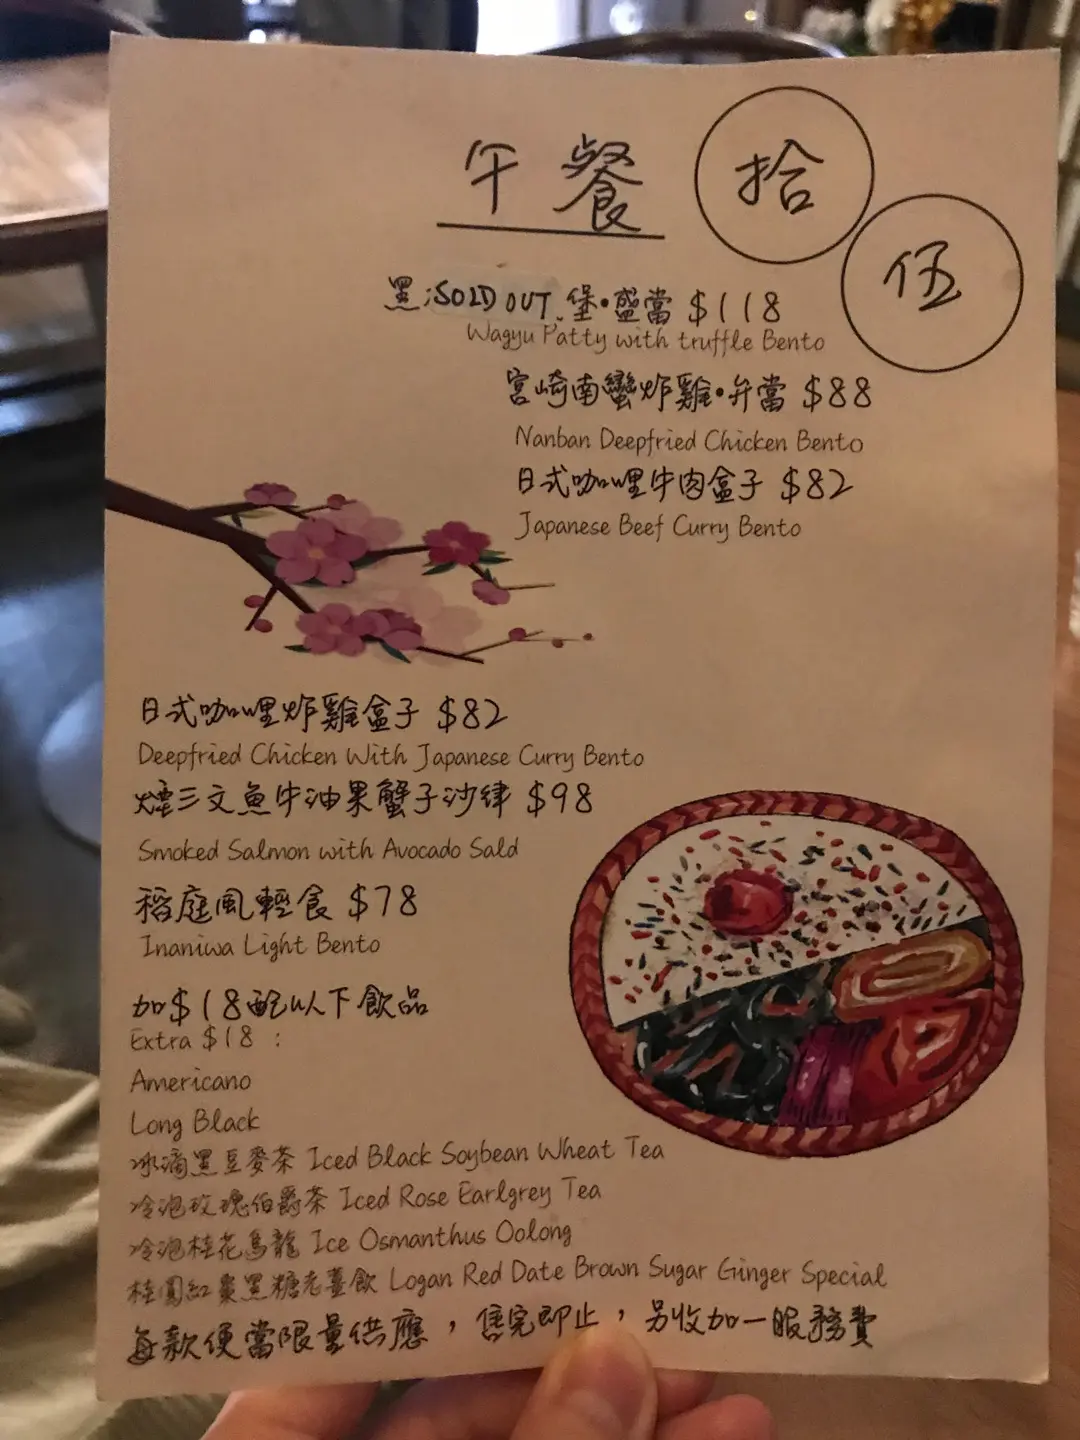 午餐 拾
伍
黑 SOLD OUT 堡•盛當 $118
Wagyu Patty with truffle Bento
宮崎南蠻炸雞•弁當 $88
Nanban Deepfried Chicken Bento
日式咖喱牛肉盒子 $82
Japanese Beef Curry Bento
日式咖喱炸雞盒子 $82
Deepfried Chicken With Japanese Curry Bento
煙三文魚牛油果蟹子沙律 $98
Smoked Salmon with Avocado Sald
稻庭風輕食 $78
Inaniwa Light Bento
加$18配以下飲品
Extra $18 :
Americano
Long Black
冰滴黑豆麥茶 Iced Black Soybean Wheat Tea
冷泡玫瑰伯爵茶 Iced Rose Earlgrey Tea
冷泡桂花烏龍 Ice Osmanthus Oolong
桂圓紅棗黑糖老薑飲 Logan Red Date Brown Sugar Ginger Special
每款便當限量供應，售完即止，另收加一服務費